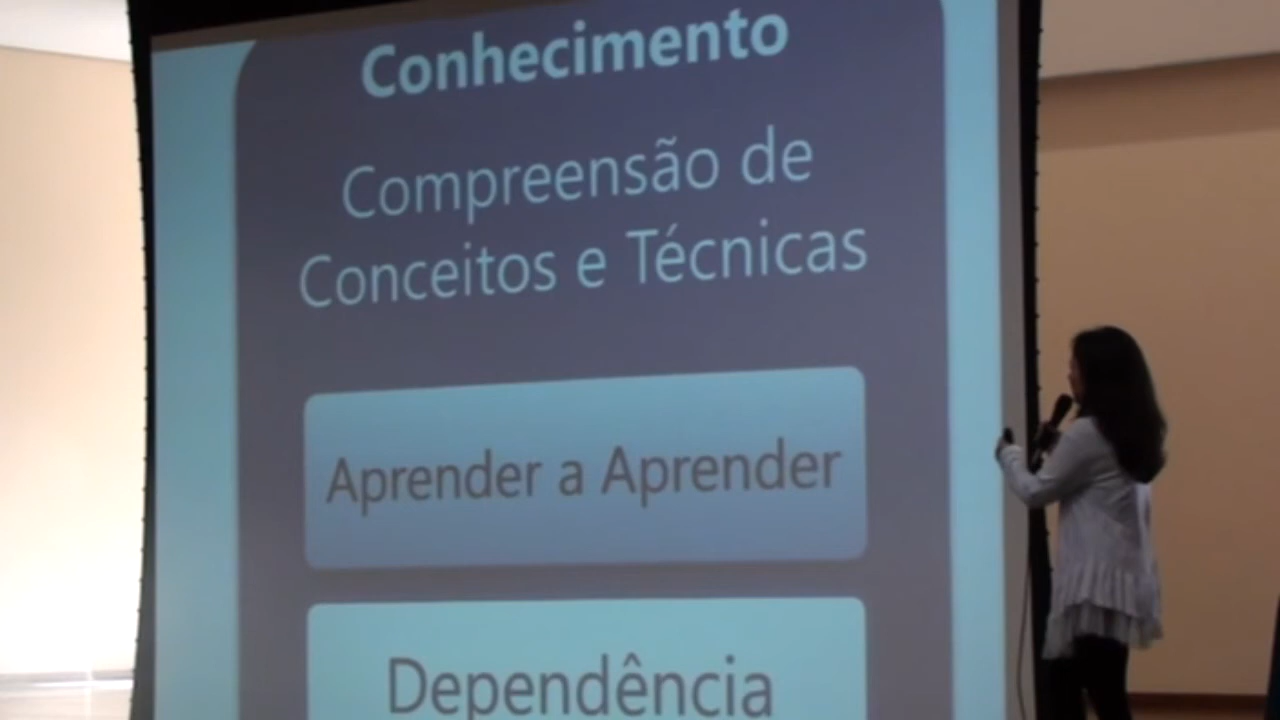 Conhecimento
Compreensão de
Conceitos e Técnicas
Aprender a Aprender
Dependência